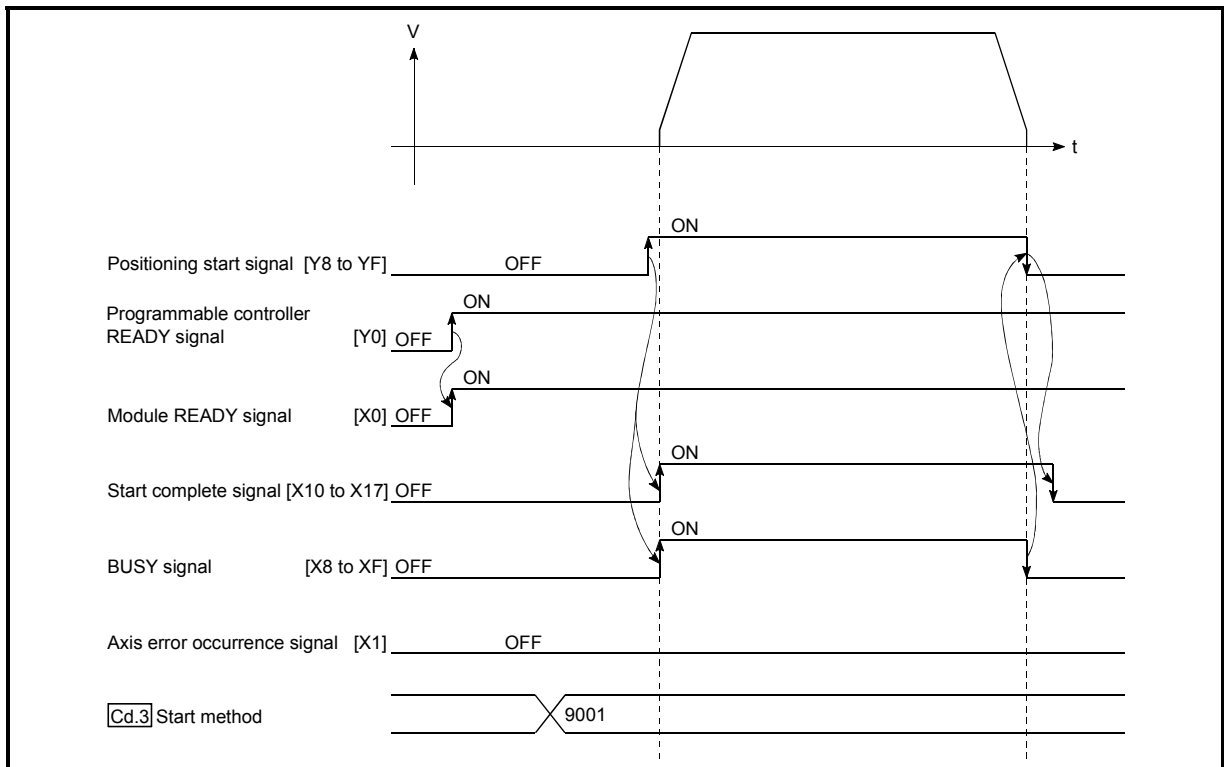 V
t
ON
Positioning start signal [Y8 to YF] OFF
ON
Programmable controller
READY signal [Y0] OFF
ON
Module READY signal [X0] OFF
ON
Start complete signal [X10 to X17] OFF
ON
BUSY signal [X8 to XF] OFF
Axis error occurrence signal [X1] OFF
Cd.3 Start method 9001